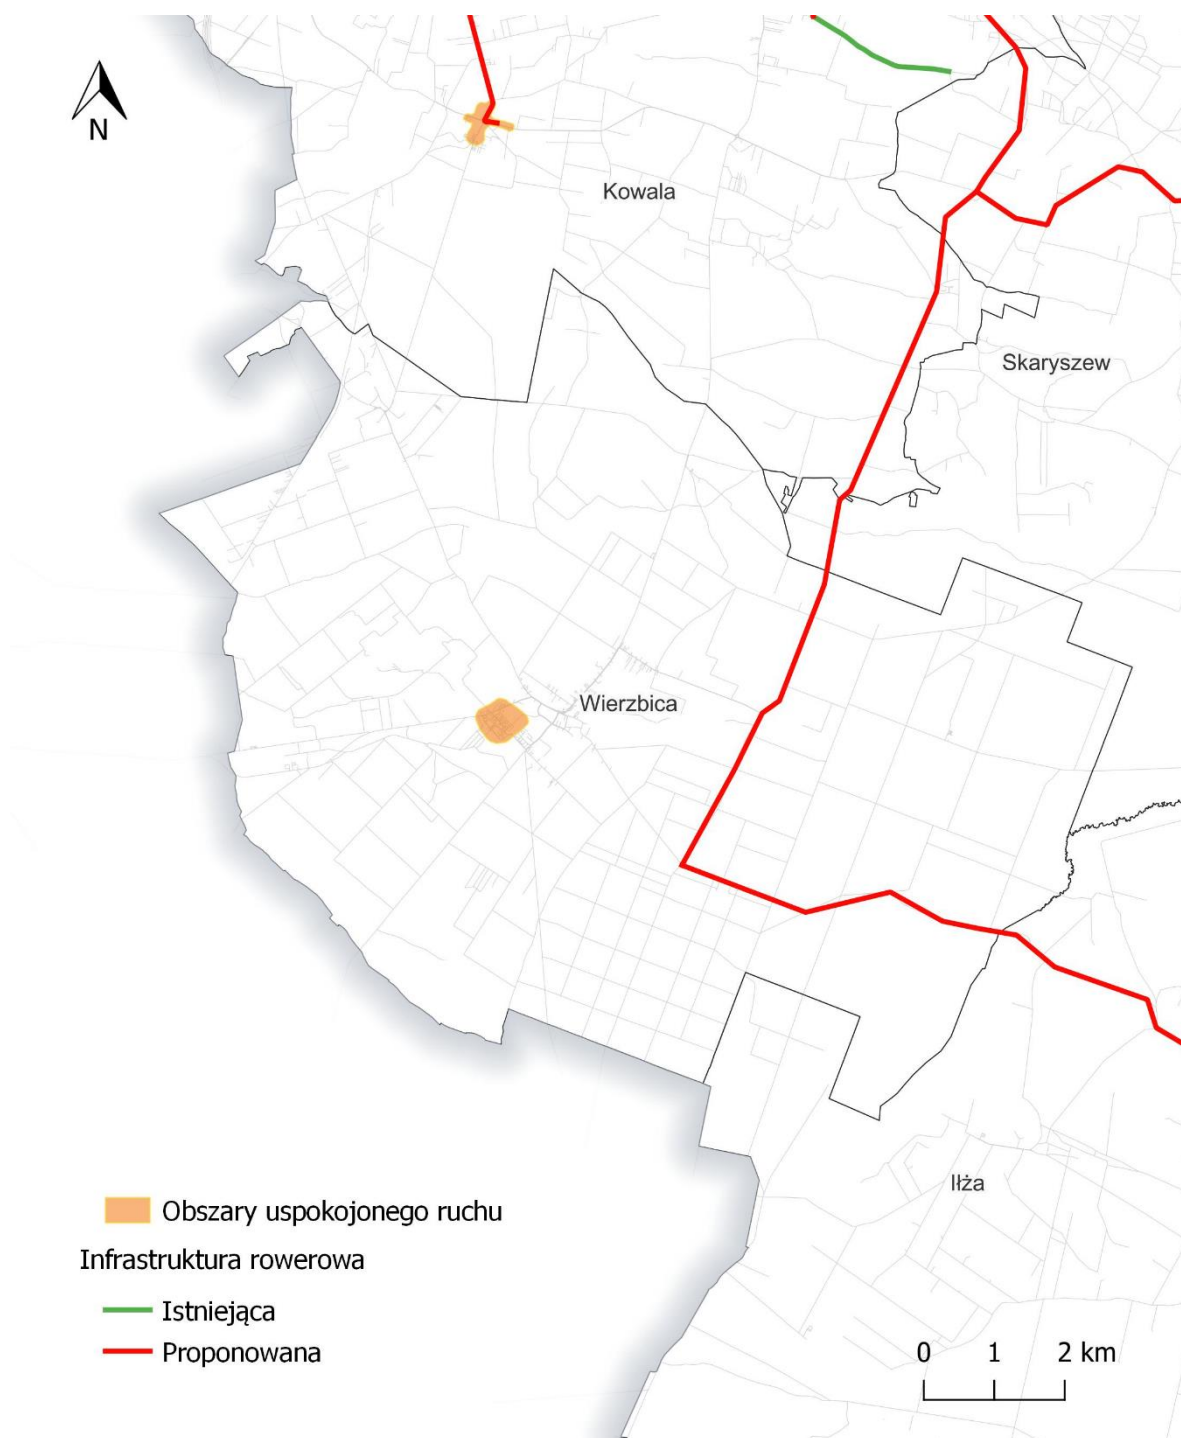 N
Kowala
Skaryszew
Wierzbica
Iłża
Obszary uspokojonego ruchu
Infrastruktura rowerowa
Istniejąca
Proponowana
0 1 2 km